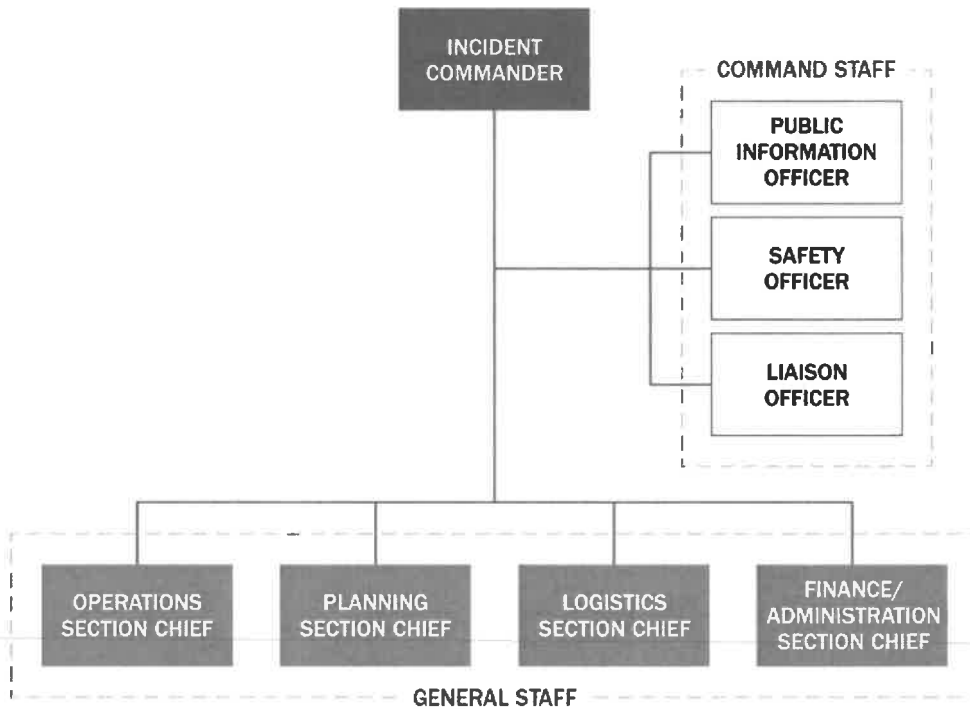 INCIDENT
COMMANDER
COMMAND STAFF
PUBLIC
INFORMATION
OFFICER
SAFETY
OFFICER
LIAISON
OFFICER
OPERATIONS
SECTION CHIEF
PLANNING
SECTION CHIEF
LOGISTICS
SECTION CHIEF
FINANCE/
ADMINISTRATION
SECTION CHIEF
GENERAL STAFF